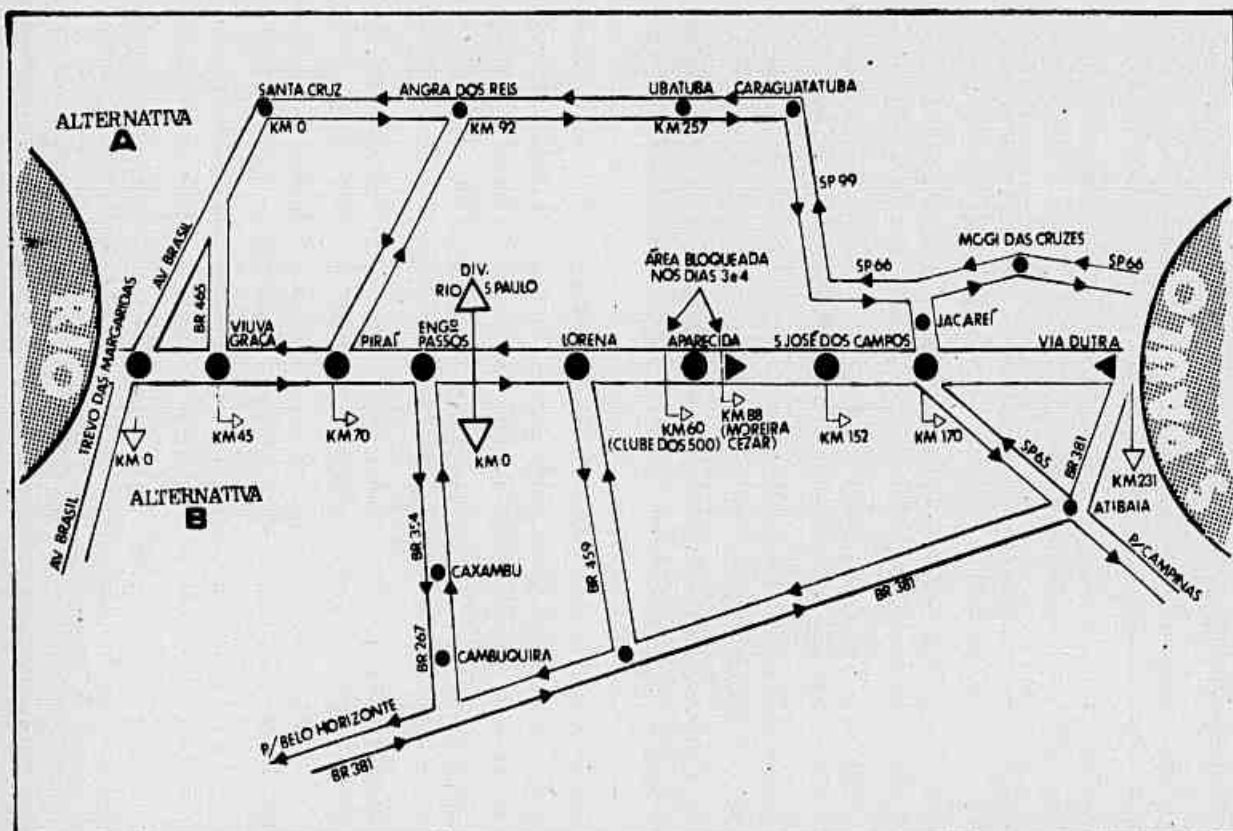 SANTA CRUZ
ANGRA DOS REIS
UBATUBA
CARAGUATATUBA
ALTERNATIVA
A
KM 0
KM 92
KM 257
AV BRASIL
SP 99
MOGI DAS CRUZES
SP 66
SP66
ÁREA BLOQUEADA
NOS DIAS 3 e 4
DIV.
RIO S PAULO
BR 465
RIO
TREVO DAS MARGARIDAS
VIUVA
GRAÇA
PIRAÍ
ENGº
PASSOS
LORENA
APARECIDA
S JOSÉ DOS CAMPOS
JACAREÍ
VIA DUTRA
S. PAULO
KM 0
KM 45
KM 70
KM 0
KM 60
(CLUBE DOS 500)
KM 88
(MOREIRA
CEZAR)
KM 152
KM 170
SP65
BR 381
KM 231
ATIBAIA
P/CAMPINAS
ALTERNATIVA
B
AV BRASIL
BR 354
CAXAMBU
BR 459
BR 381
BR 267
CAMBUQUIRA
P/ BELO HORIZONTE
BR 381